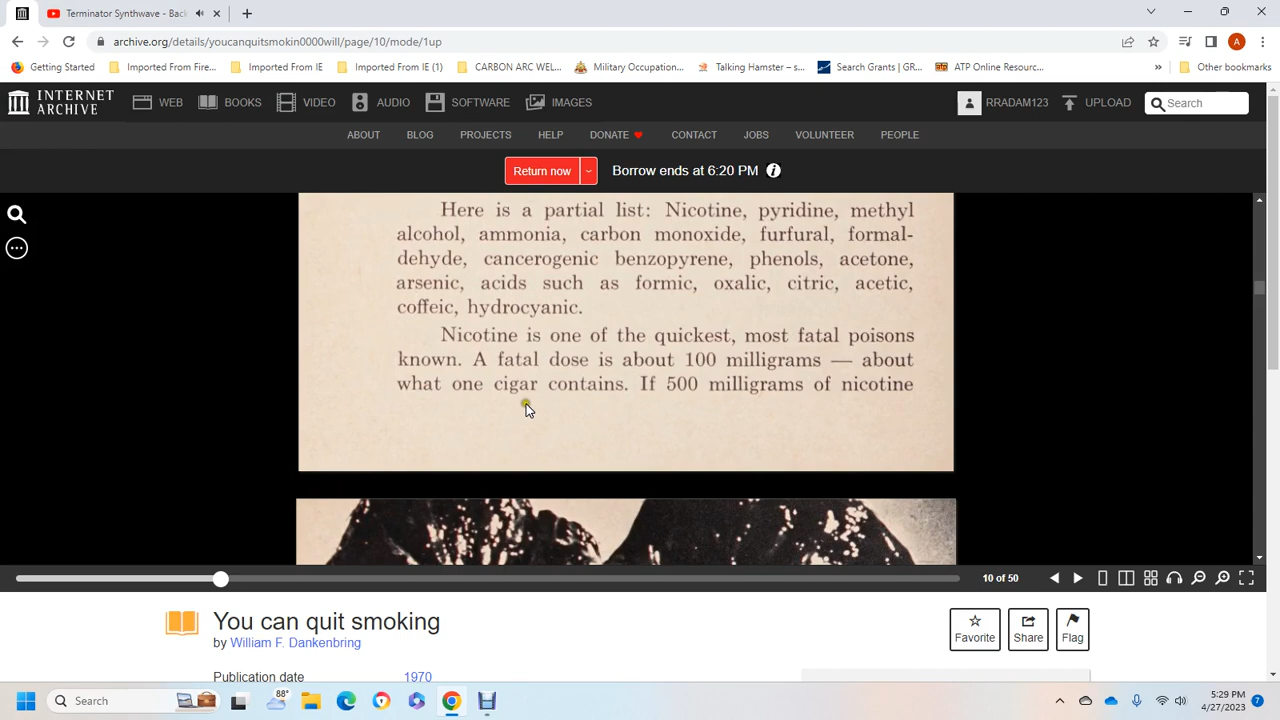 Terminator Synthwave - Bac
archive.org/details/youcanquitsmokin0000will/page/10/mode/1up
A
Getting Started
Imported From Fire...
Imported From IE
Imported From IE (1)
CARBON ARC WEL...
Military Occupation...
Talking Hamster – s...
Search Grants | GR...
ATP Online Resourc...
»
Other bookmarks
INTERNET
ARCHIVE
WEB
BOOKS
VIDEO
AUDIO
SOFTWARE
IMAGES
RRADAM123
UPLOAD
Search
ABOUT
BLOG
PROJECTS
HELP
DONATE
CONTACT
JOBS
VOLUNTEER
PEOPLE
Return now
Borrow ends at 6:20 PM
Here is a partial list: Nicotine, pyridine, methyl
alcohol, ammonia, carbon monoxide, furfural, formal-
dehyde, cancerogenic benzopyrene, phenols, acetone,
arsenic, acids such as formic, oxalic, citric, acetic,
coffeic, hydrocyanic.
Nicotine is one of the quickest, most fatal poisons
known. A fatal dose is about 100 milligrams — about
what one cigar contains. If 500 milligrams of nicotine
10 of 50
You can quit smoking
by William F. Dankenbring
Favorite
Share
Flag
Publication date
1970
Search
88°
5:29 PM
4/27/2023
7